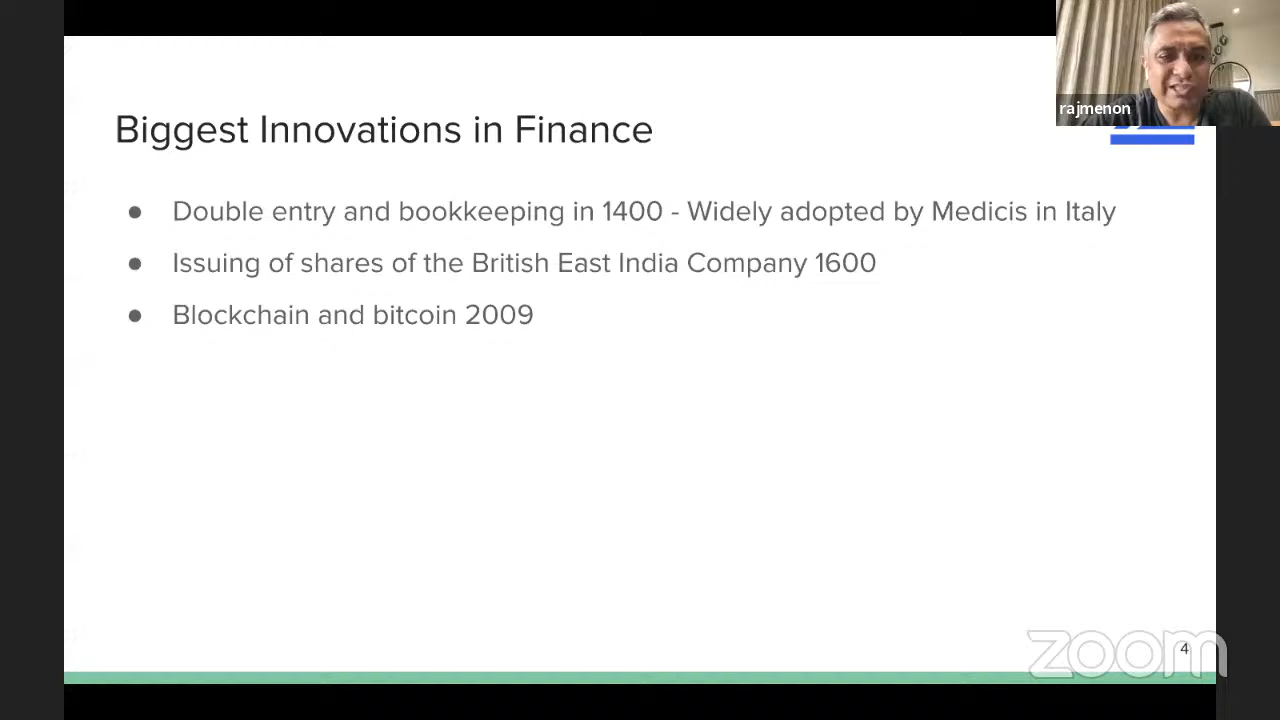 rajmenon
Biggest Innovations in Finance
● Double entry and bookkeeping in 1400 - Widely adopted by Medicis in Italy
● Issuing of shares of the British East India Company 1600
● Blockchain and bitcoin 2009
zoom
4